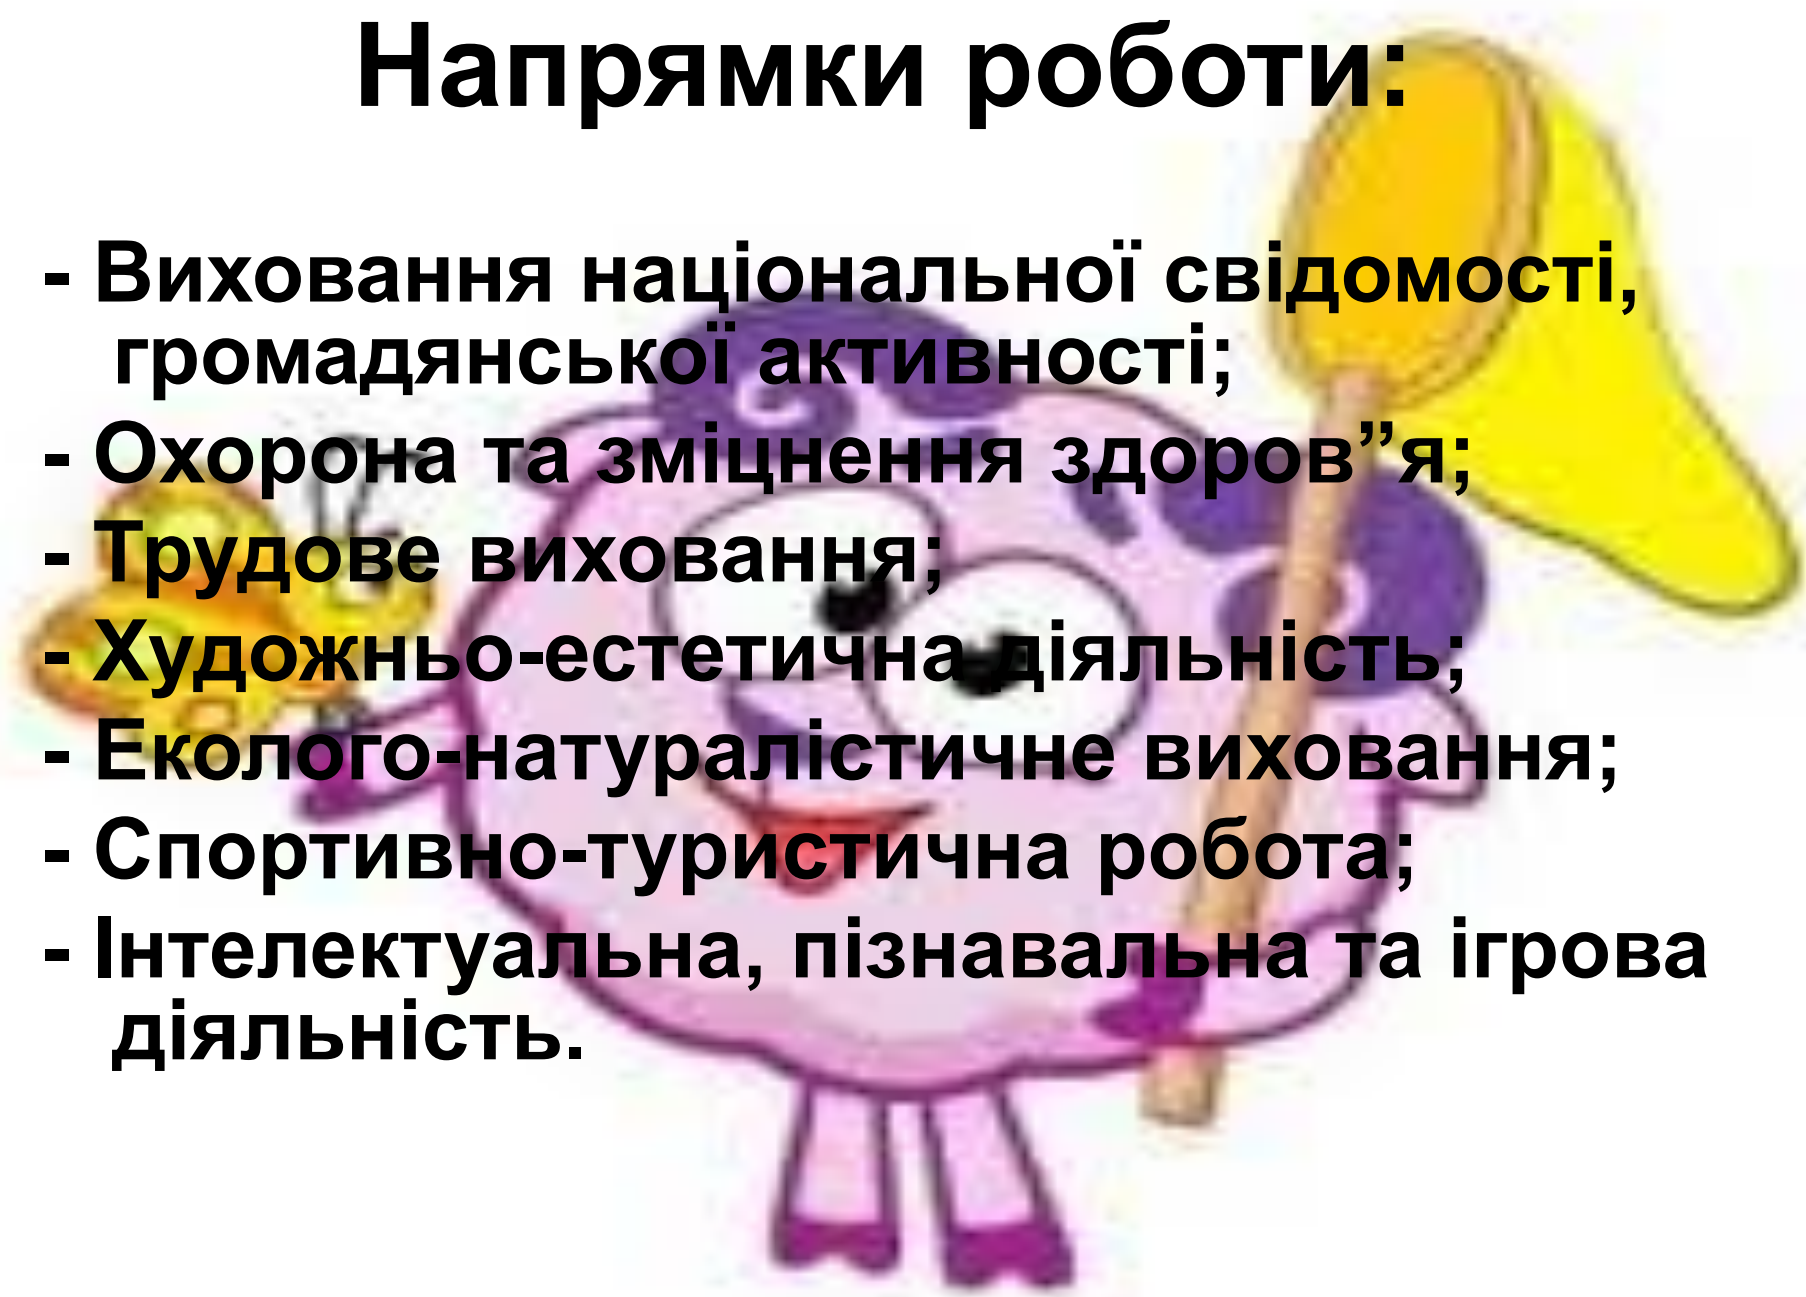 Напрямки роботи:
- Виховання національної свідомості,
громадянської активності;
- Охорона та зміцнення здоров”я;
- Трудове виховання;
- Художньо-естетична діяльність;
- Еколого-натуралістичне виховання;
- Спортивно-туристична робота;
- Інтелектуальна, пізнавальна та ігрова
діяльність.